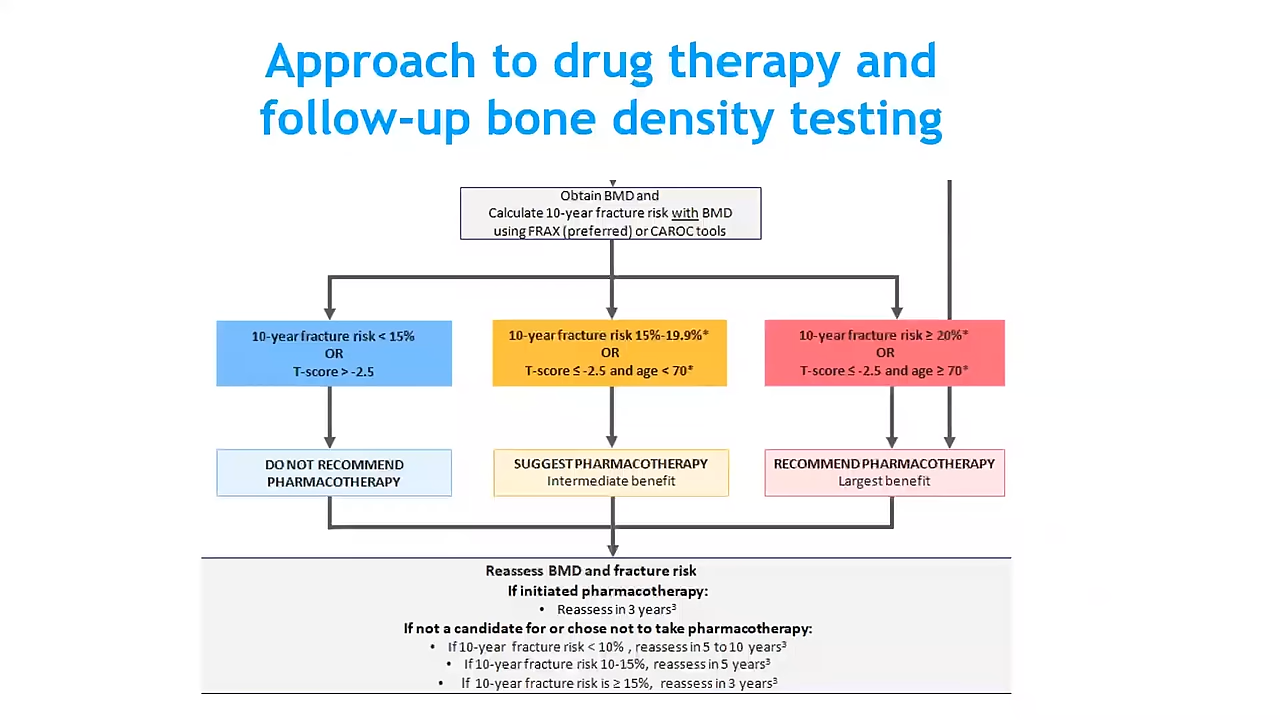 Approach to drug therapy and
follow-up bone density testing
Obtain BMD and
Calculate 10-year fracture risk with BMD
using FRAX (preferred) or CAROC tools
10-year fracture risk < 15%
OR
T-score > -2.5
10-year fracture risk 15%-19.9%*
OR
T-score ≤ -2.5 and age < 70*
10-year fracture risk ≥ 20%*
OR
T-score ≤ -2.5 and age ≥ 70*
DO NOT RECOMMEND
PHARMACOTHERAPY
SUGGEST PHARMACOTHERAPY
Intermediate benefit
RECOMMEND PHARMACOTHERAPY
Largest benefit
Reassess BMD and fracture risk
If initiated pharmacotherapy:
• Reassess in 3 years³
If not a candidate for or chose not to take pharmacotherapy:
• If 10-year fracture risk < 10% , reassess in 5 to 10 years³
• If 10-year fracture risk 10-15%, reassess in 5 years³
• If 10-year fracture risk is ≥ 15%, reassess in 3 years³